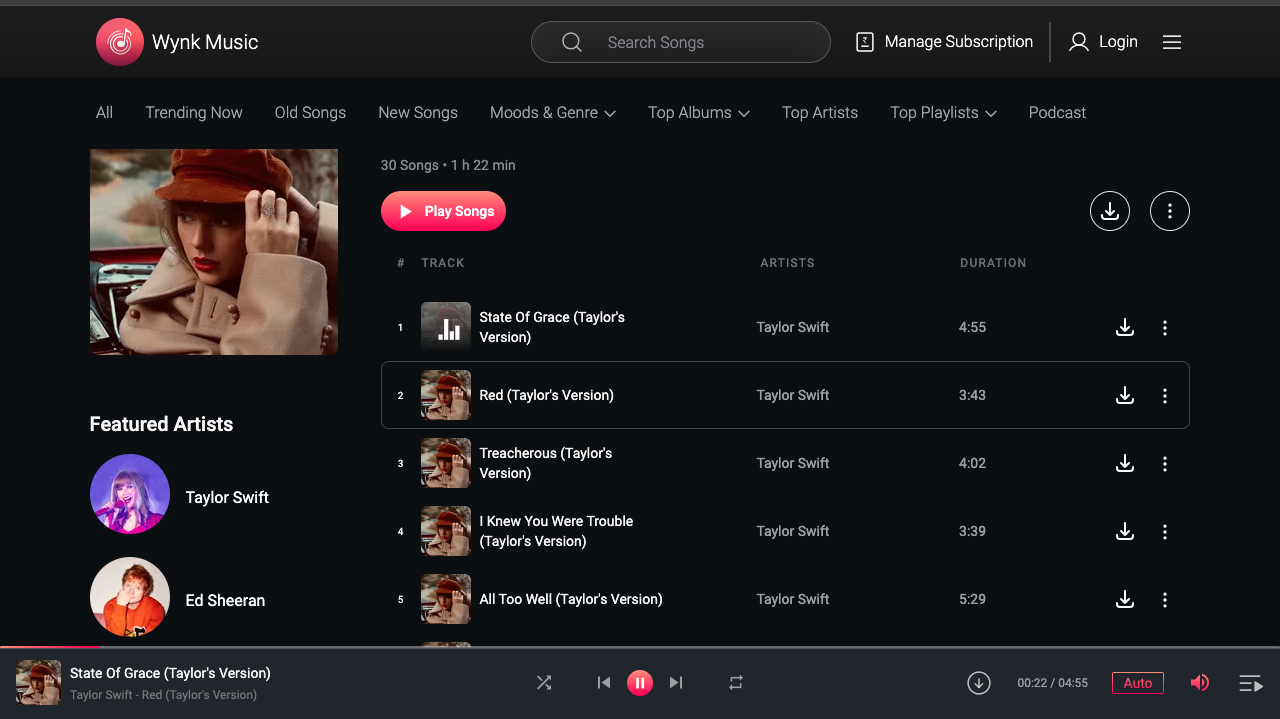 Wynk Music
Search Songs
Manage Subscription
Login
All
Trending Now
Old Songs
New Songs
Moods & Genre
Top Albums
Top Artists
Top Playlists
Podcast
30 Songs • 1 h 22 min
Play Songs
# TRACK ARTISTS DURATION
1 State Of Grace (Taylor's
Version)
Taylor Swift 4:55
2 Red (Taylor's Version) Taylor Swift 3:43
3 Treacherous (Taylor's
Version)
Taylor Swift 4:02
4 I Knew You Were Trouble
(Taylor's Version)
Taylor Swift 3:39
5 All Too Well (Taylor's Version) Taylor Swift 5:29
Featured Artists
Taylor Swift
Ed Sheeran
State Of Grace (Taylor's Version)
Taylor Swift - Red (Taylor's Version)
00:22 / 04:55
Auto